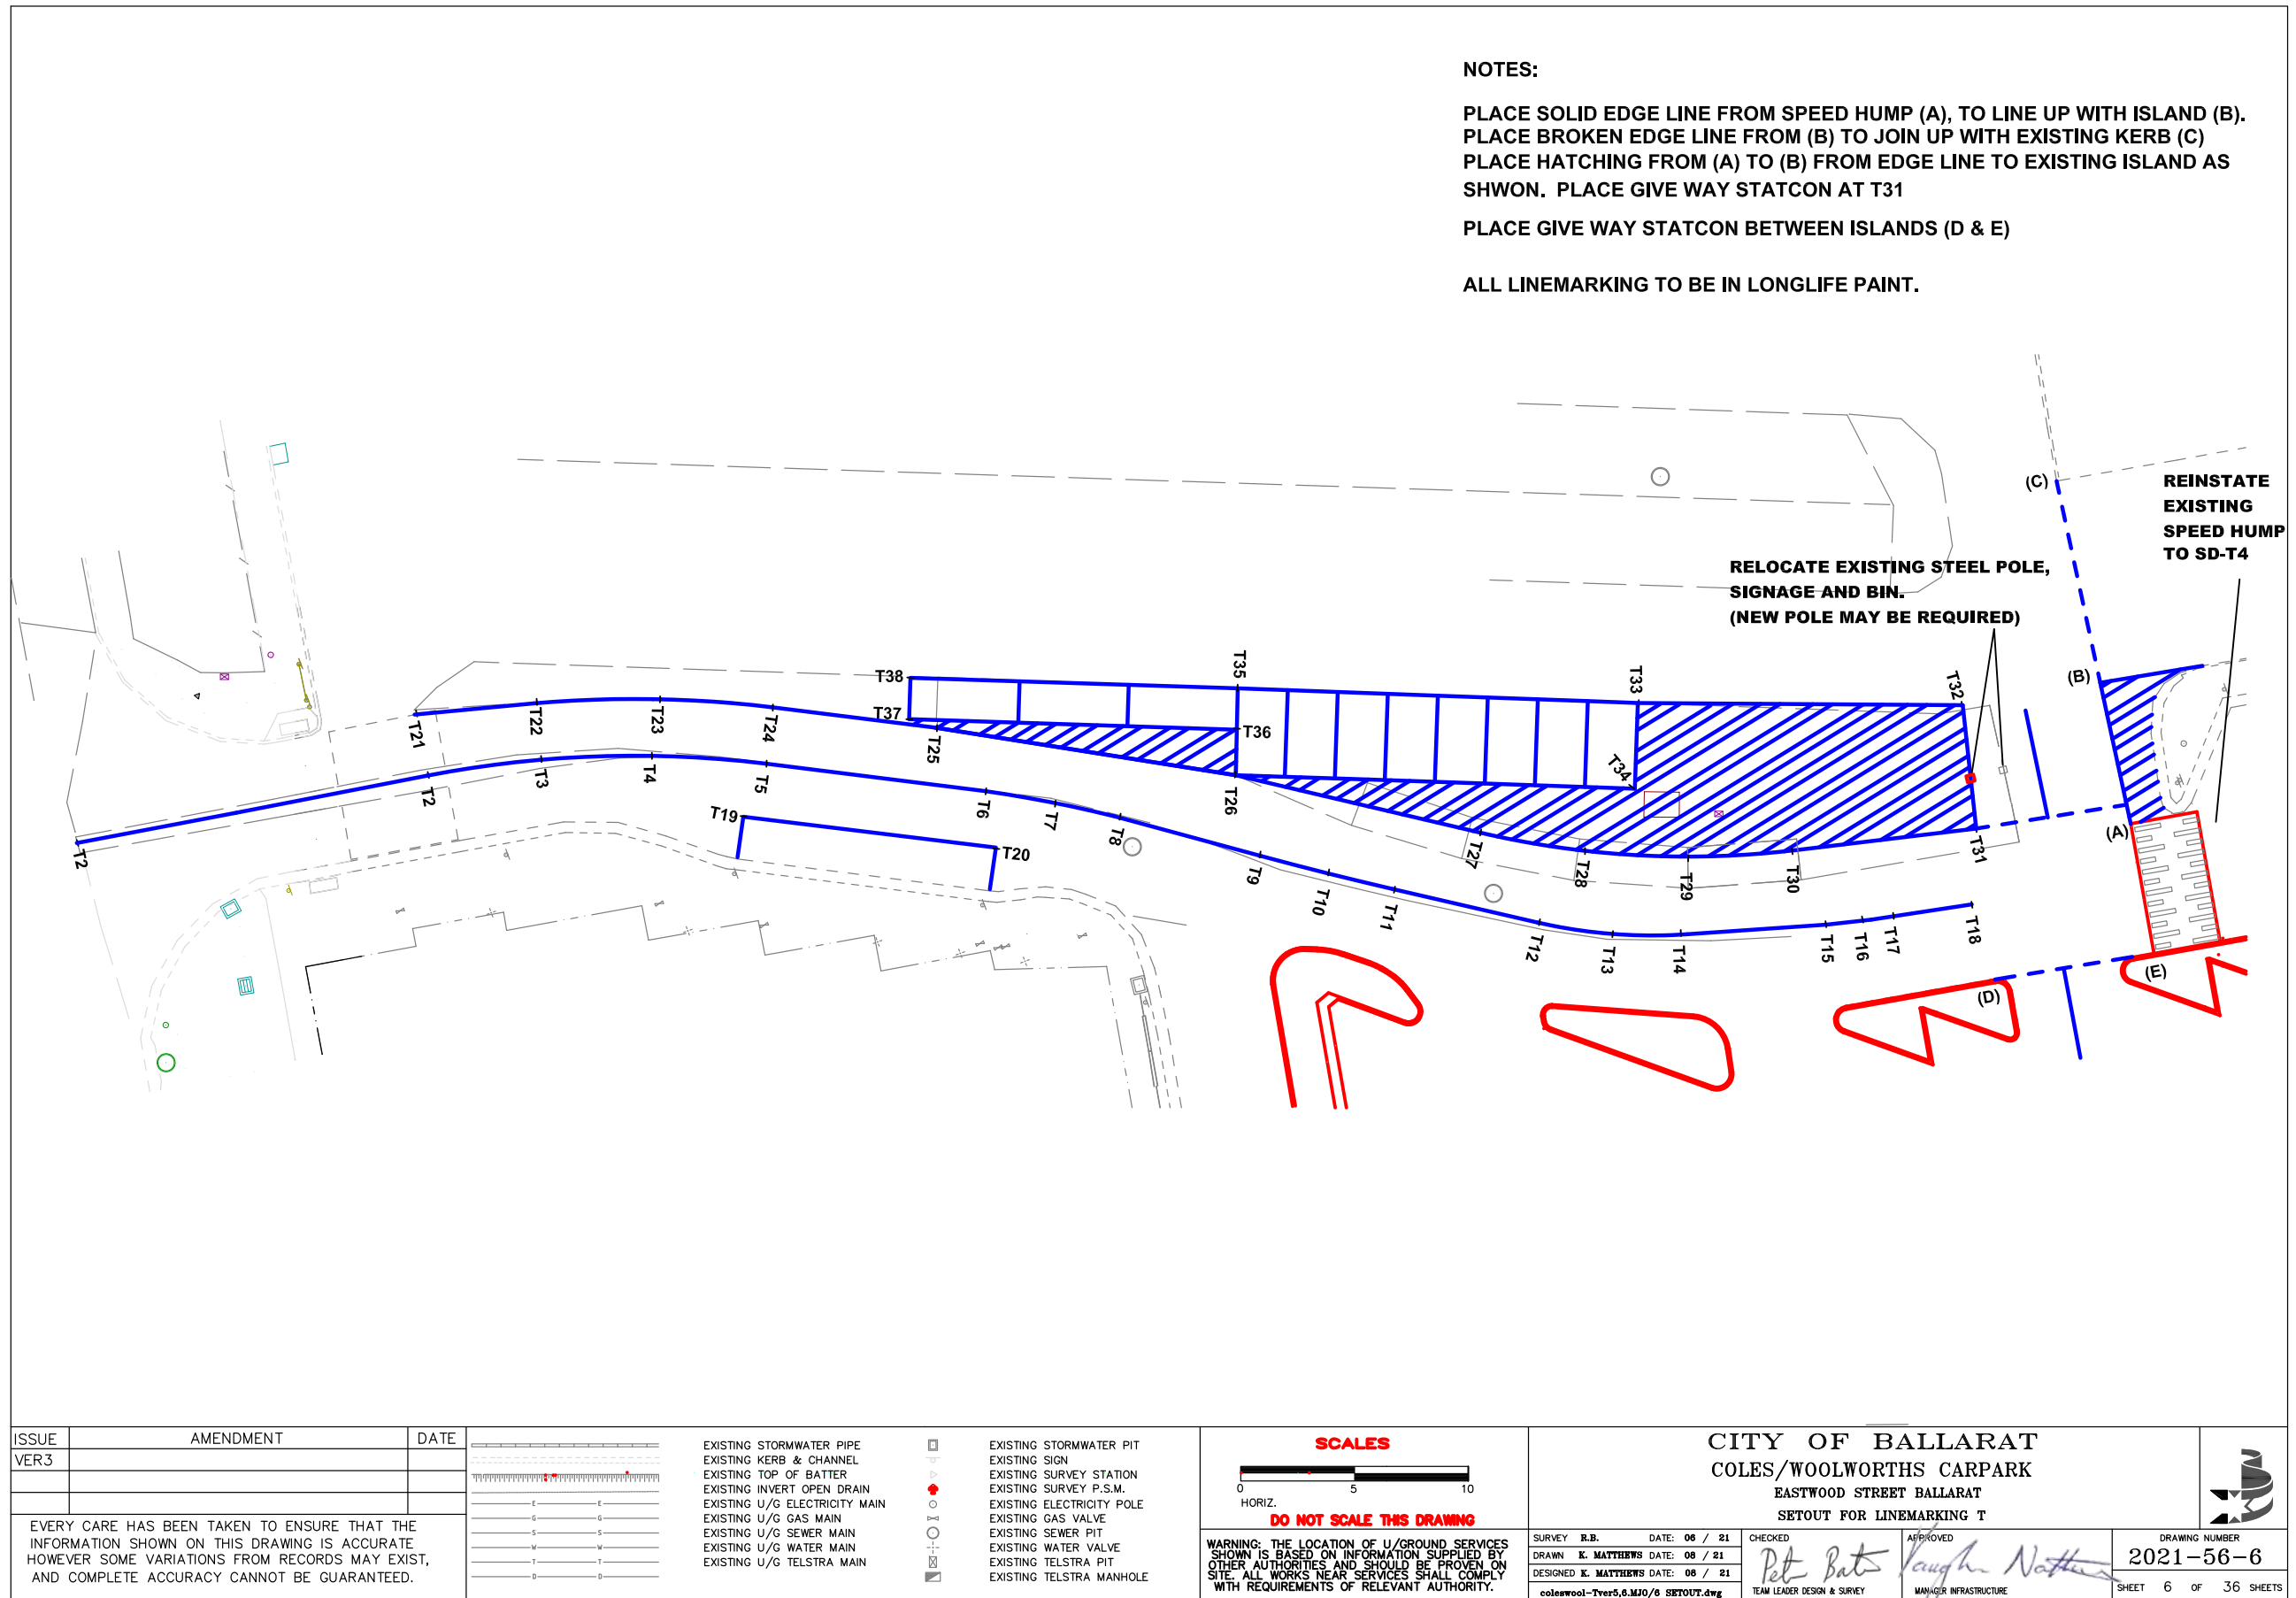 NOTES:
PLACE SOLID EDGE LINE FROM SPEED HUMP (A), TO LINE UP WITH ISLAND (B).
PLACE BROKEN EDGE LINE FROM (B) TO JOIN UP WITH EXISTING KERB (C)
PLACE HATCHING FROM (A) TO (B) FROM EDGE LINE TO EXISTING ISLAND AS
SHWON. PLACE GIVE WAY STATCON AT T31
PLACE GIVE WAY STATCON BETWEEN ISLANDS (D & E)
ALL LINEMARKING TO BE IN LONGLIFE PAINT.
(C)
REINSTATE
EXISTING
SPEED HUMP
TO SD-T4
RELOCATE EXISTING STEEL POLE,
SIGNAGE AND BIN.
(NEW POLE MAY BE REQUIRED)
(B)
(A)
(E)
(D)
T38
T35
T33
T32
T37
T36
T34
T21
T22
T23
T24
T25
T26
T27
T28
T29
T30
T31
T2
T2
T3
T4
T5
T6
T7
T8
T9
T10
T11
T12
T13
T14
T15
T16
T17
T18
T19
T20
ISSUE
AMENDMENT
DATE
VER3
EVERY CARE HAS BEEN TAKEN TO ENSURE THAT THE
INFORMATION SHOWN ON THIS DRAWING IS ACCURATE
HOWEVER SOME VARIATIONS FROM RECORDS MAY EXIST,
AND COMPLETE ACCURACY CANNOT BE GUARANTEED.
E E
G G
S S
W W
T T
O O
EXISTING STORMWATER PIPE
EXISTING KERB & CHANNEL
EXISTING TOP OF BATTER
EXISTING INVERT OPEN DRAIN
EXISTING U/G ELECTRICITY MAIN
EXISTING U/G GAS MAIN
EXISTING U/G SEWER MAIN
EXISTING U/G WATER MAIN
EXISTING U/G TELSTRA MAIN
EXISTING STORMWATER PIT
EXISTING SIGN
EXISTING SURVEY STATION
EXISTING SURVEY P.S.M.
EXISTING ELECTRICITY POLE
EXISTING GAS VALVE
EXISTING SEWER PIT
EXISTING WATER VALVE
EXISTING TELSTRA PIT
EXISTING TELSTRA MANHOLE
SCALES
0 5 10
HORIZ.
DO NOT SCALE THIS DRAWING
WARNING: THE LOCATION OF U/GROUND SERVICES
SHOWN IS BASED ON INFORMATION SUPPLIED BY
OTHER AUTHORITIES AND SHOULD BE PROVEN ON
SITE. ALL WORKS NEAR SERVICES SHALL COMPLY
WITH REQUIREMENTS OF RELEVANT AUTHORITY.
CITY OF BALLARAT
COLES/WOOLWORTHS CARPARK
EASTWOOD STREET BALLARAT
SETOUT FOR LINEMARKING T
SURVEY R.B. DATE: 06 / 21
DRAWN K. MATTHEWS DATE: 08 / 21
DESIGNED K. MATTHEWS DATE: 08 / 21
coleswool-Tver5,6.MJO/6 SETOUT.dwg
CHECKED
TEAM LEADER DESIGN & SURVEY
APPROVED
MANAGER INFRASTRUCTURE
DRAWING NUMBER
2021-56-6
SHEET 6 OF 36 SHEETS